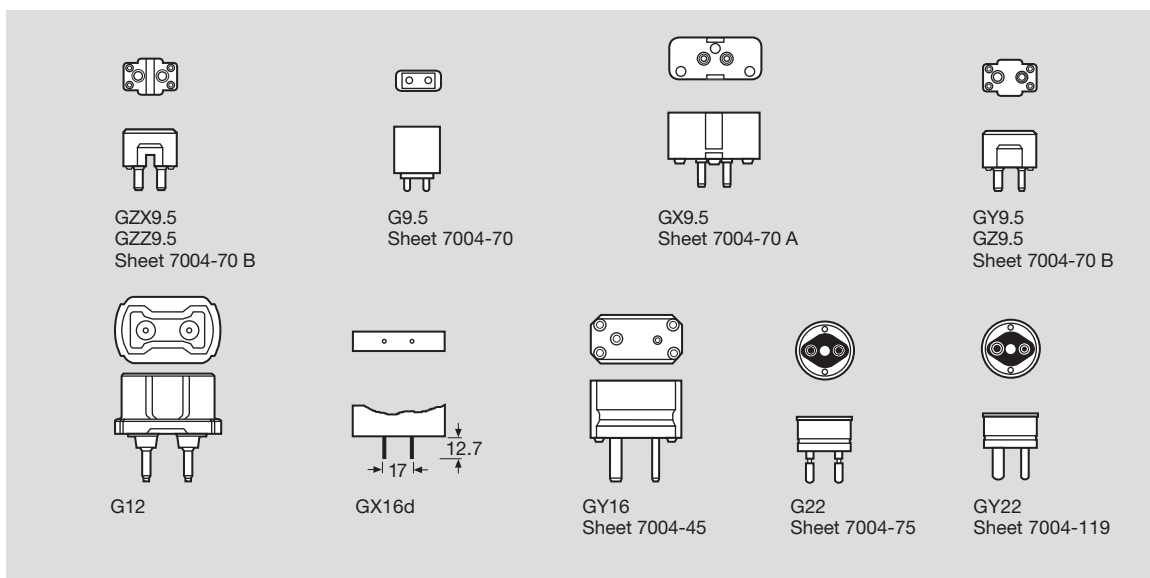 GZX9.5
GZZ9.5
Sheet 7004-70 B
G9.5
Sheet 7004-70
GX9.5
Sheet 7004-70 A
GY9.5
GZ9.5
Sheet 7004-70 B
12.7
17
G12
GX16d
GY16
Sheet 7004-45
G22
Sheet 7004-75
GY22
Sheet 7004-119